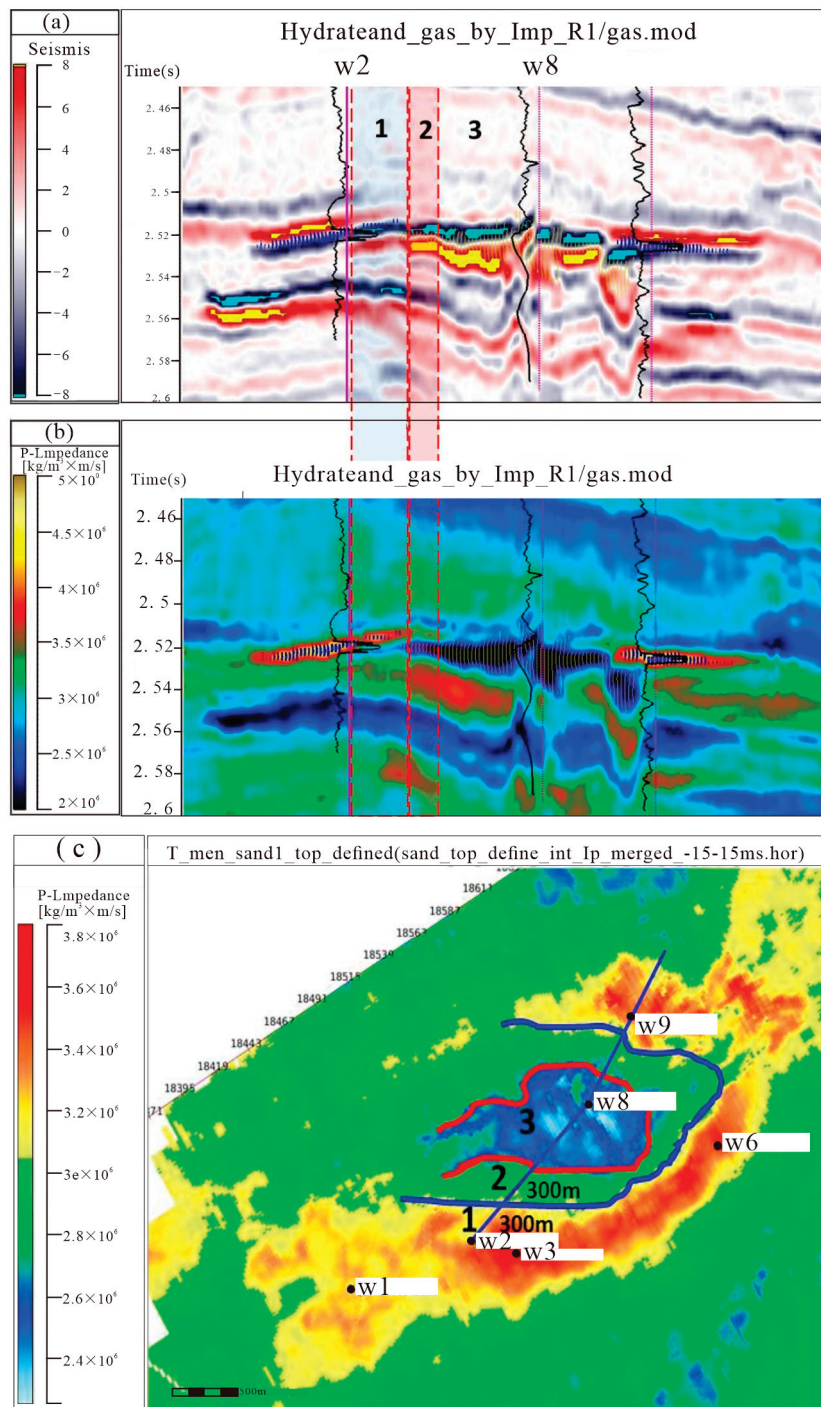 (a)
Seismis
8
6
4
2
0
-2
-4
-6
-8
Hydrateand_gas_by_Imp_R1/gas.mod
w2
w8
Time(s)
2.46
2.48
2.5
2.52
2.54
2.56
2.58
2.6
1
2
3
(b)
P-Lmpedance
[kg/m³×m/s]
5×10⁰
4.5×10⁶
4×10⁶
3.5×10⁶
3×10⁶
2.5×10⁶
2×10⁶
Hydrateand_gas_by_Imp_R1/gas.mod
Time(s)
2.46
2.48
2.5
2.52
2.54
2.56
2.58
2.6
(c)
P-Lmpedance
[kg/m³×m/s]
3.8×10⁶
3.6×10⁶
3.4×10⁶
3.2×10⁶
3e×10⁶
2.8×10⁶
2.6×10⁶
2.4×10⁶
T_men_sand1_top_defined(sand_top_define_int_Ip_merged_-15-15ms.hor)
18611
18587
18563
18539
18515
18491
18467
18443
18419
18395
w9
w8
3
w6
2
300m
1
300m
w2
w3
w1
500m